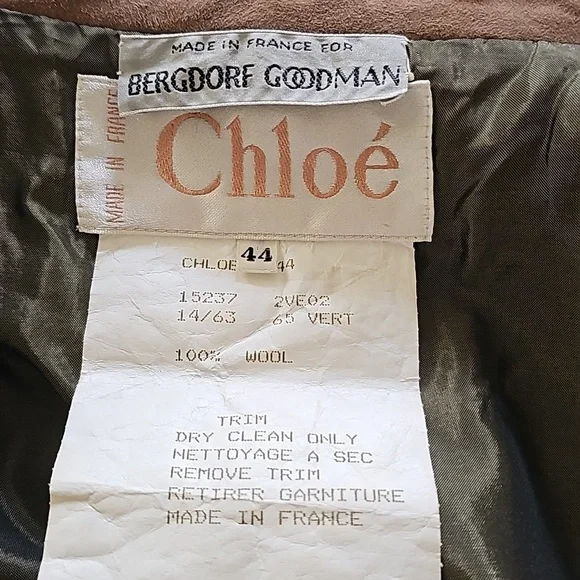 MADE IN FRANCE FOR
BERGDORF GOODMAN
MADE IN FRANCE
Chloé
44
CHLOE 44
15237 2VE02
14/63 65 VERT
100% WOOL
TRIM
DRY CLEAN ONLY
NETTOYAGE A SEC
REMOVE TRIM
RETIRER GARNITURE
MADE IN FRANCE